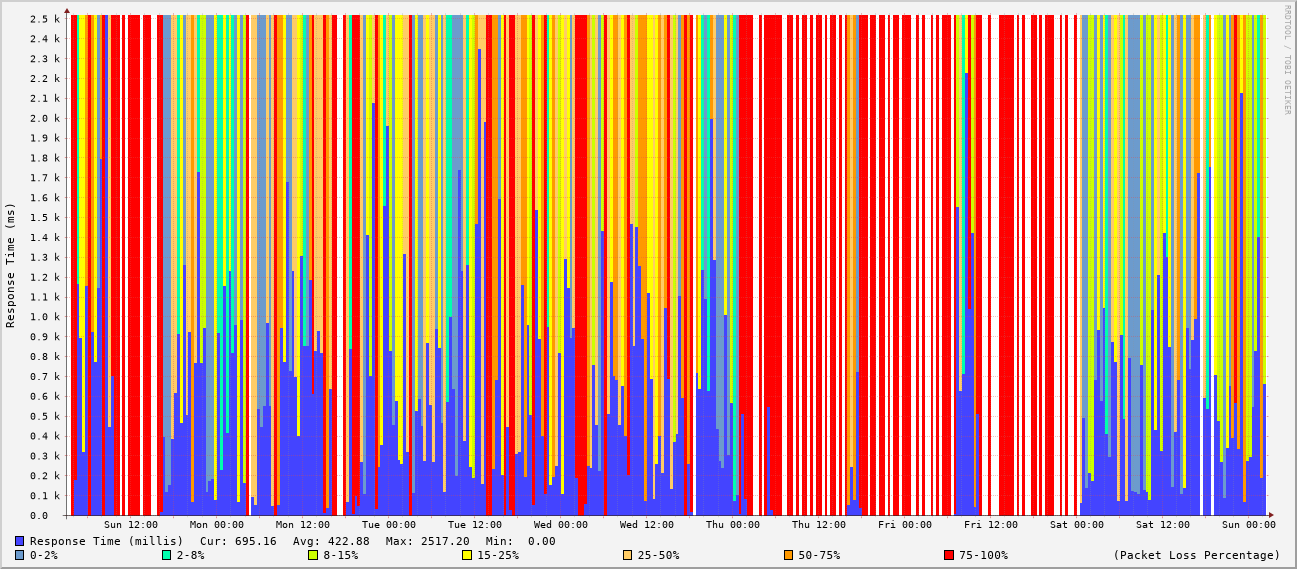 RRDTOOL / TOBI OETIKER
Response Time (ms)
2.5 k
2.4 k
2.3 k
2.2 k
2.1 k
2.0 k
1.9 k
1.8 k
1.7 k
1.6 k
1.5 k
1.4 k
1.3 k
1.2 k
1.1 k
1.0 k
0.9 k
0.8 k
0.7 k
0.6 k
0.5 k
0.4 k
0.3 k
0.2 k
0.1 k
0.0
Sun 12:00 Mon 00:00 Mon 12:00 Tue 00:00 Tue 12:00 Wed 00:00 Wed 12:00 Thu 00:00 Thu 12:00 Fri 00:00 Fri 12:00 Sat 00:00 Sat 12:00 Sun 00:00
Response Time (millis) Cur: 695.16 Avg: 422.88 Max: 2517.20 Min: 0.00
0-2% 2-8% 8-15% 15-25% 25-50% 50-75% 75-100% (Packet Loss Percentage)